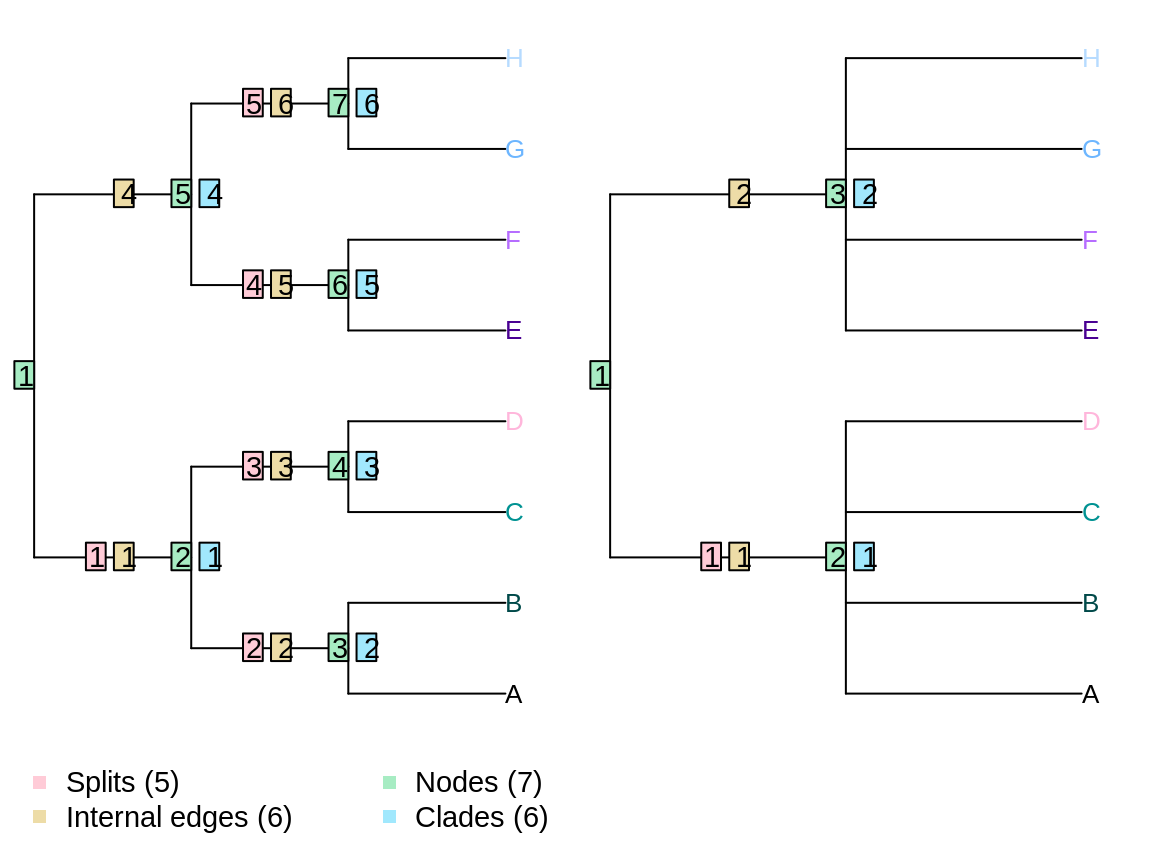 H H
5 6 7 6
G G
4 5 4 2 3 2
F F
4 5 6 5
E E
1 1
D D
3 3 4 3
C C
1 1 2 1 1 1 2 1
B B
2 2 3 2
A A
Splits (5) Nodes (7)
Internal edges (6) Clades (6)